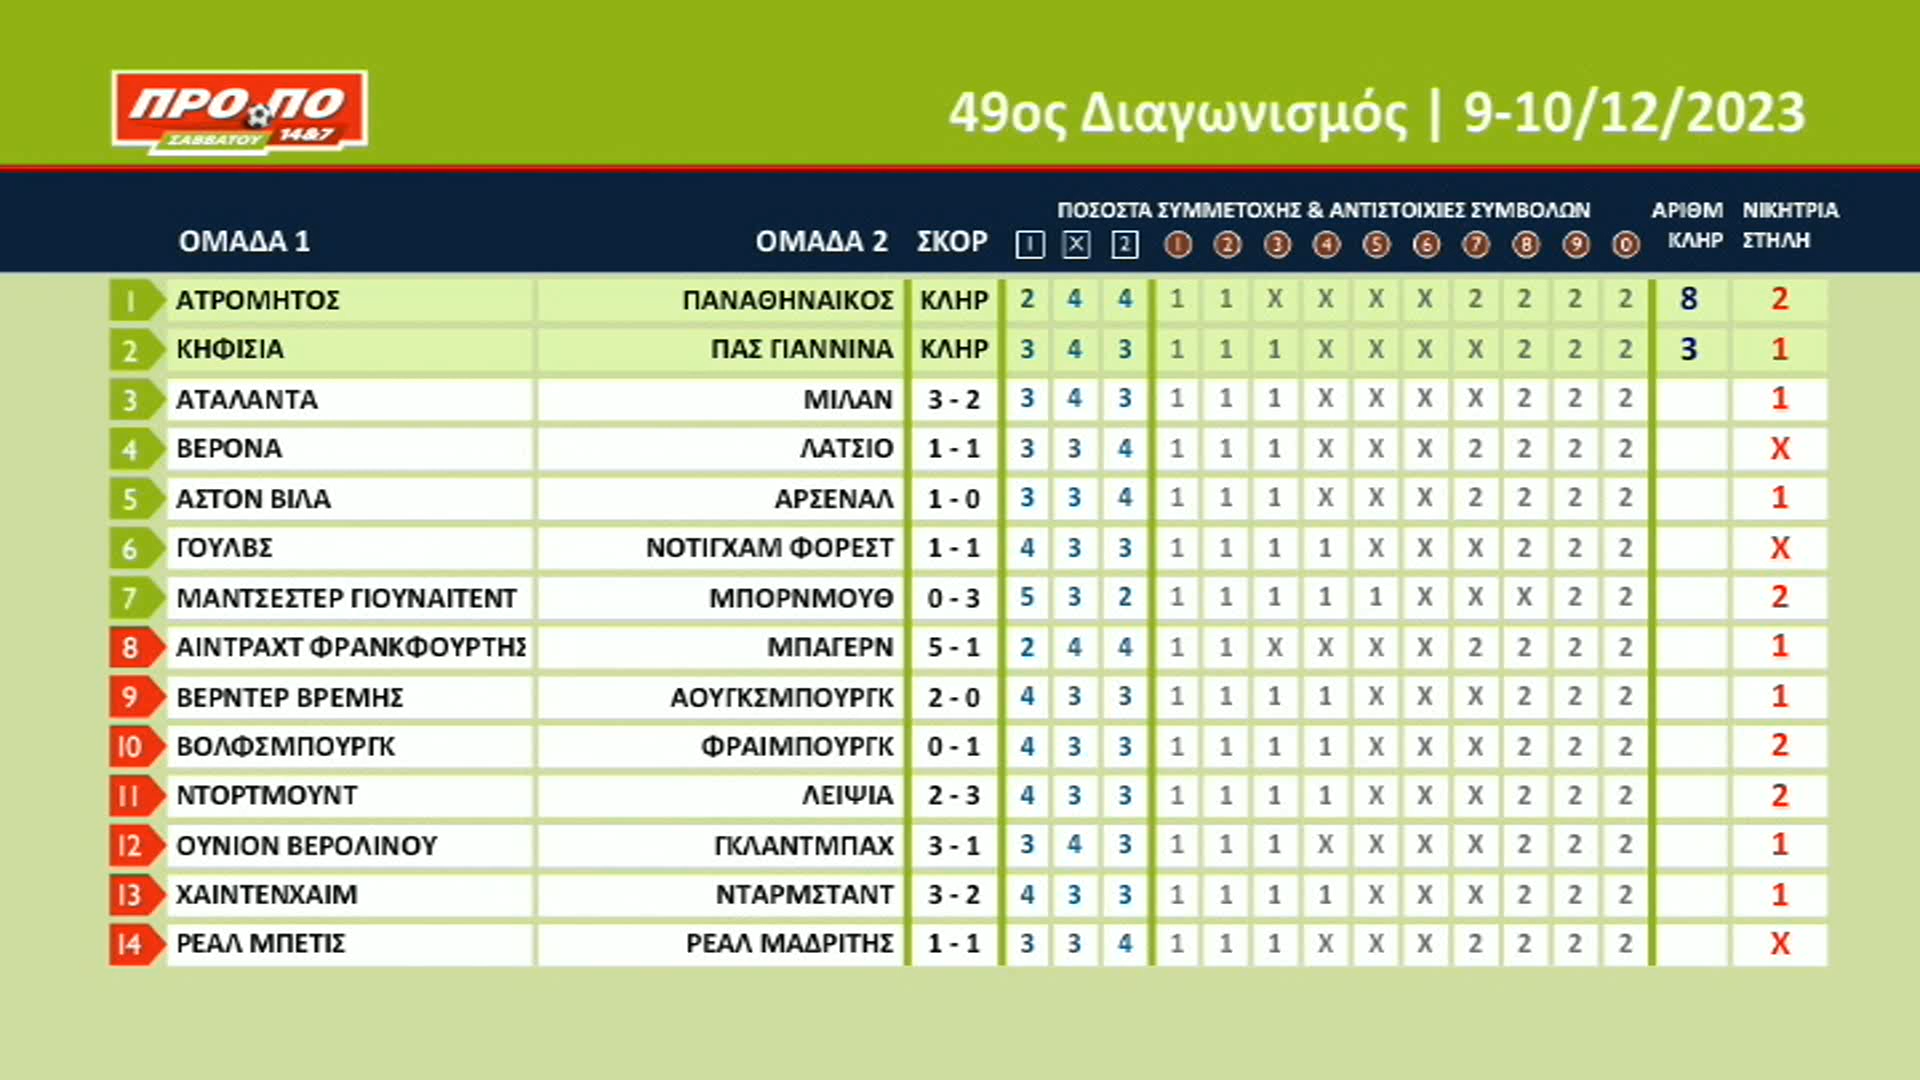 ΠΡΟ ΠΟ
ΣΑΒΒΑΤΟΥ 14&7
49ος Διαγωνισμός | 9-10/12/2023
ΟΜΑΔΑ 1 ΟΜΑΔΑ 2 ΣΚΟΡ ΠΟΣΟΣΤΑ ΣΥΜΜΕΤΟΧΗΣ & ΑΝΤΙΣΤΟΙΧΙΕΣ ΣΥΜΒΟΛΩΝ ΑΡΙΘΜ ΚΛΗΡ ΝΙΚΗΤΡΙΑ ΣΤΗΛΗ
1 X 2 1 2 3 4 5 6 7 8 9 0
1 ΑΤΡΟΜΗΤΟΣ ΠΑΝΑΘΗΝΑΙΚΟΣ ΚΛΗΡ 2 4 4 1 1 X X X X 2 2 2 2 8 2
2 ΚΗΦΙΣΙΑ ΠΑΣ ΓΙΑΝΝΙΝΑ ΚΛΗΡ 3 4 3 1 1 1 X X X X 2 2 2 3 1
3 ΑΤΑΛΑΝΤΑ ΜΙΛΑΝ 3 - 2 3 4 3 1 1 1 X X X X 2 2 2 1
4 ΒΕΡΟΝΑ ΛΑΤΣΙΟ 1 - 1 3 3 4 1 1 1 X X X 2 2 2 2 X
5 ΑΣΤΟΝ ΒΙΛΑ ΑΡΣΕΝΑΛ 1 - 0 3 3 4 1 1 1 X X X 2 2 2 2 1
6 ΓΟΥΛΒΣ ΝΟΤΙΓΧΑΜ ΦΟΡΕΣΤ 1 - 1 4 3 3 1 1 1 1 X X X 2 2 2 X
7 ΜΑΝΤΣΕΣΤΕΡ ΓΙΟΥΝΑΙΤΕΝΤ ΜΠΟΡΝΜΟΥΘ 0 - 3 5 3 2 1 1 1 1 1 X X X 2 2 2
8 ΑΙΝΤΡΑΧΤ ΦΡΑΝΚΦΟΥΡΤΗΣ ΜΠΑΓΕΡΝ 5 - 1 2 4 4 1 1 X X X X 2 2 2 2 1
9 ΒΕΡΝΤΕΡ ΒΡΕΜΗΣ ΑΟΥΓΚΣΜΠΟΥΡΓΚ 2 - 0 4 3 3 1 1 1 1 X X X 2 2 2 1
10 ΒΟΛΦΣΜΠΟΥΡΓΚ ΦΡΑΙΜΠΟΥΡΓΚ 0 - 1 4 3 3 1 1 1 1 X X X 2 2 2 2
11 ΝΤΟΡΤΜΟΥΝΤ ΛΕΙΨΙΑ 2 - 3 4 3 3 1 1 1 1 X X X 2 2 2 2
12 ΟΥΝΙΟΝ ΒΕΡΟΛΙΝΟΥ ΓΚΛΑΝΤΜΠΑΧ 3 - 1 3 4 3 1 1 1 X X X X 2 2 2 1
13 ΧΑΙΝΤΕΝΧΑΙΜ ΝΤΑΡΜΣΤΑΝΤ 3 - 2 4 3 3 1 1 1 1 X X X 2 2 2 1
14 ΡΕΑΛ ΜΠΕΤΙΣ ΡΕΑΛ ΜΑΔΡΙΤΗΣ 1 - 1 3 3 4 1 1 1 X X X 2 2 2 2 X